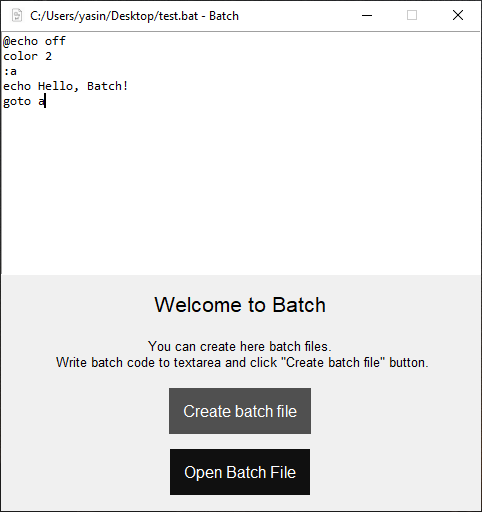 C:/Users/yasin/Desktop/test.bat - Batch
@echo off
color 2
:a
echo Hello, Batch!
goto a
Welcome to Batch
You can create here batch files.
Write batch code to textarea and click "Create batch file" button.
Create batch file
Open Batch File